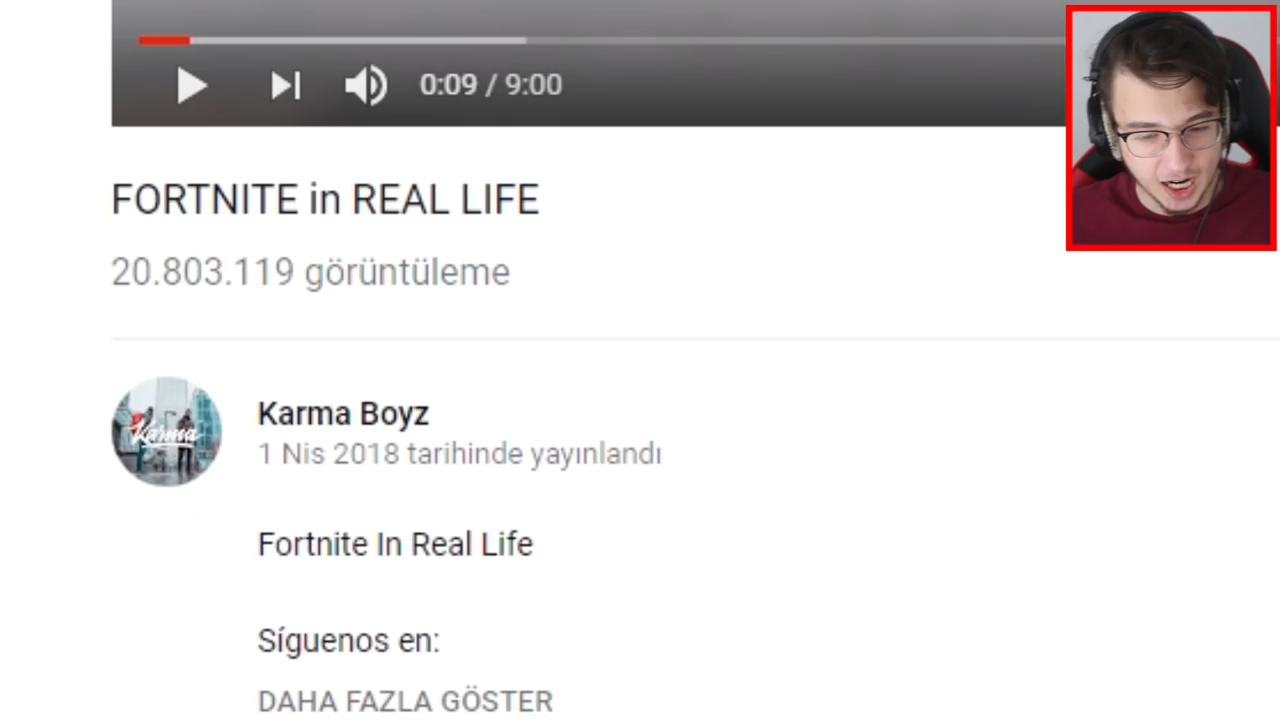 0:09 / 9:00
FORTNITE in REAL LIFE
20.803.119 görüntüleme
Karma
Karma Boyz
1 Nis 2018 tarihinde yayınlandı
Fortnite In Real Life
Síguenos en:
DAHA FAZLA GÖSTER